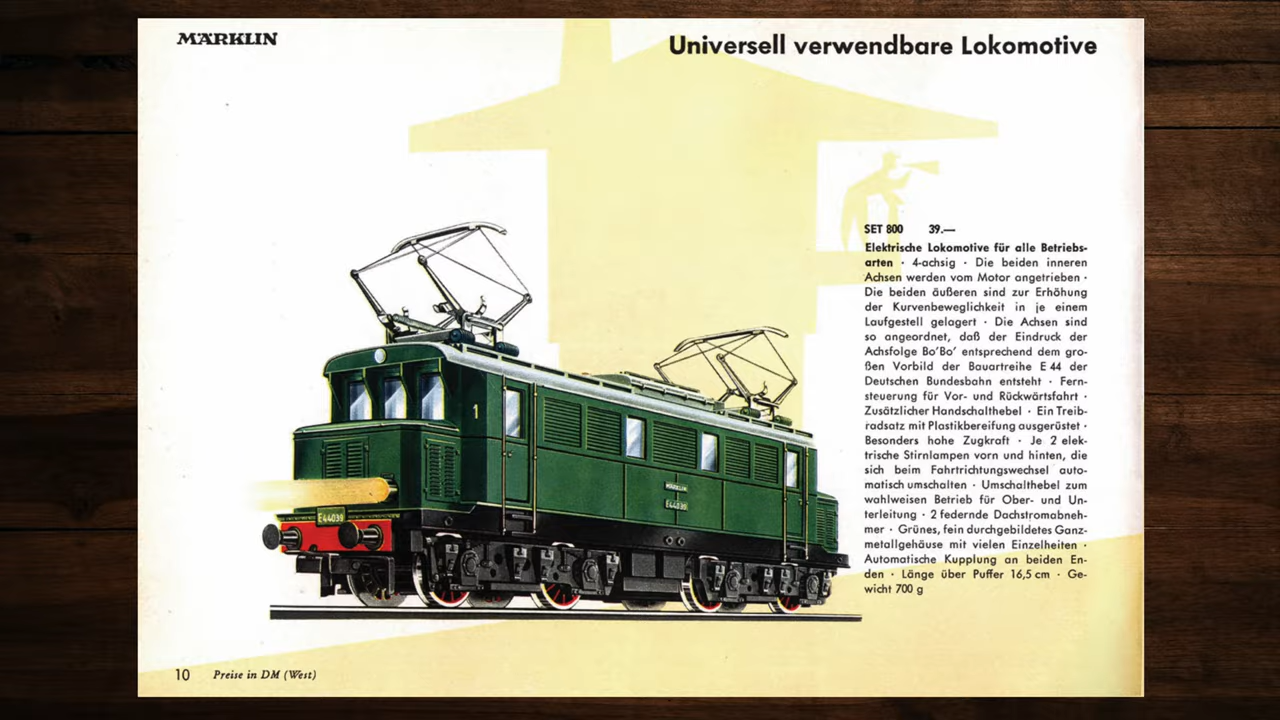 MÄRKLIN
Universell verwendbare Lokomotive
SET 800 39.—
Elektrische Lokomotive für alle Betriebs-
arten · 4-achsig · Die beiden inneren
Achsen werden vom Motor angetrieben ·
Die beiden äußeren sind zur Erhöhung
der Kurvenbeweglichkeit in je einem
Laufgestell gelagert · Die Achsen sind
so angeordnet, daß der Eindruck der
Achsfolge Bo'Bo' entsprechend dem gro-
ßen Vorbild der Bauartreihe E 44 der
Deutschen Bundesbahn entsteht · Fern-
steuerung für Vor- und Rückwärtsfahrt ·
Zusätzlicher Handschalthebel · Ein Treib-
radsatz mit Plastikbereifung ausgerüstet ·
Besonders hohe Zugkraft · Je 2 elek-
trische Stirnlampen vorn und hinten, die
sich beim Fahrtrichtungswechsel auto-
matisch umschalten · Umschalthebel zum
wahlweisen Betrieb für Ober- und Un-
terleitung · 2 federnde Dachstromabneh-
mer · Grünes, fein durchgebildetes Ganz-
metallgehäuse mit vielen Einzelheiten ·
Automatische Kupplung an beiden En-
den · Länge über Puffer 16,5 cm · Ge-
wicht 700 g
1
MÄRKLIN
E44039
E44039
10 Preise in DM (West)